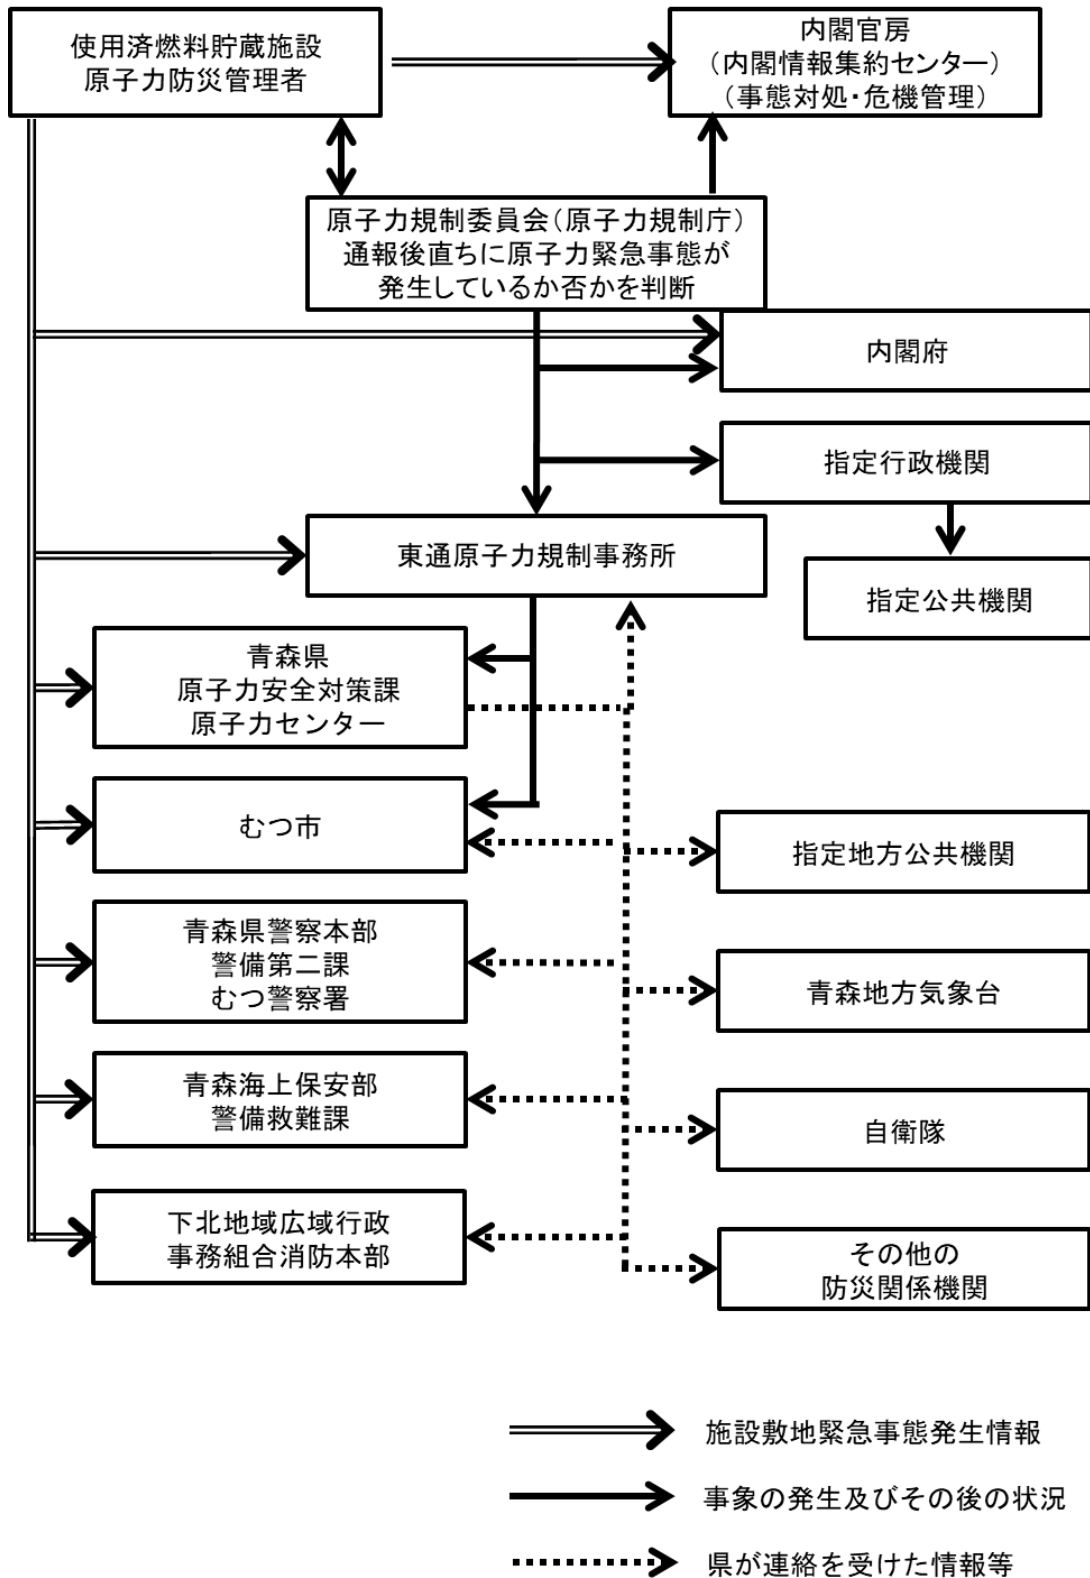 使用済燃料貯蔵施設
原子力防災管理者
内閣官房
（内閣情報集約センター）
（事態対処・危機管理）
原子力規制委員会（原子力規制庁）
通報後直ちに原子力緊急事態が
発生しているか否かを判断
内閣府
指定行政機関
東通原子力規制事務所
指定公共機関
青森県
原子力安全対策課
原子力センター
むつ市
指定地方公共機関
青森県警察本部
警備第二課
むつ警察署
青森地方気象台
青森海上保安部
警備救難課
自衛隊
下北地域広域行政
事務組合消防本部
その他の
防災関係機関
施設敷地緊急事態発生情報
事象の発生及びその後の状況
県が連絡を受けた情報等